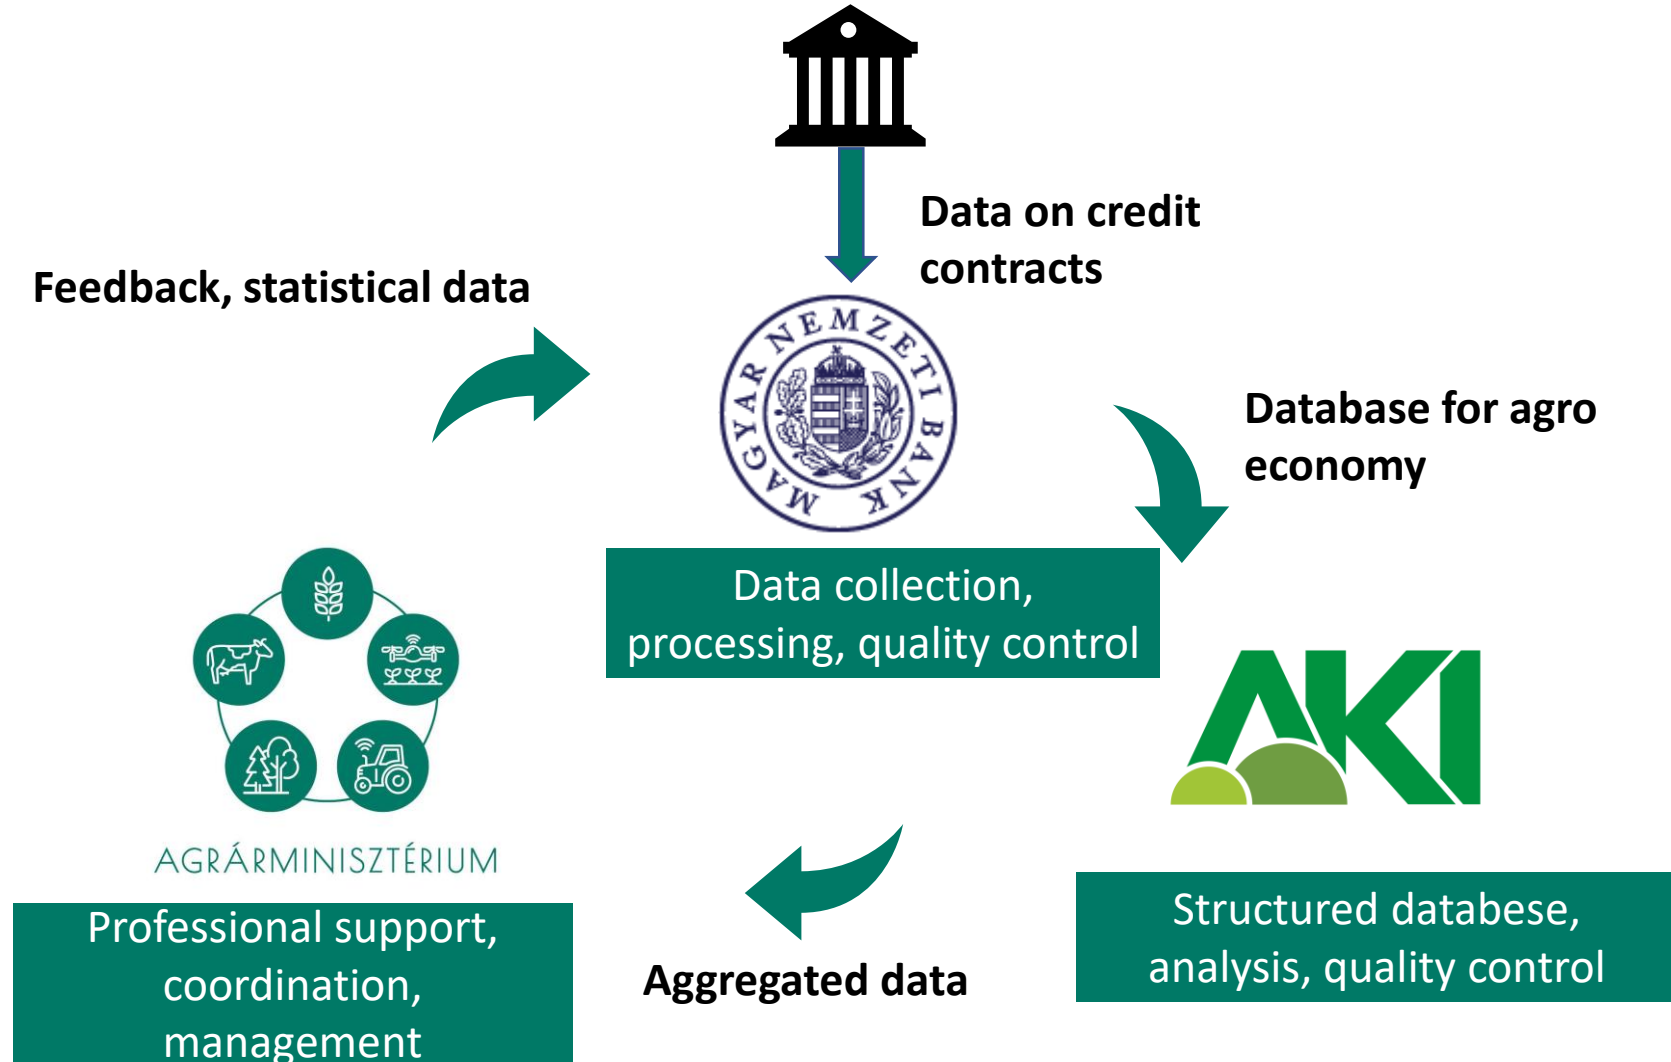 Data on credit
contracts
Feedback, statistical data
MAGYAR NEMZETI BANK
Database for agro
economy
Data collection,
processing, quality control
AKI
AGRÁRMINISZTÉRIUM
Professional support,
coordination,
management
Structured databese,
analysis, quality control
Aggregated data